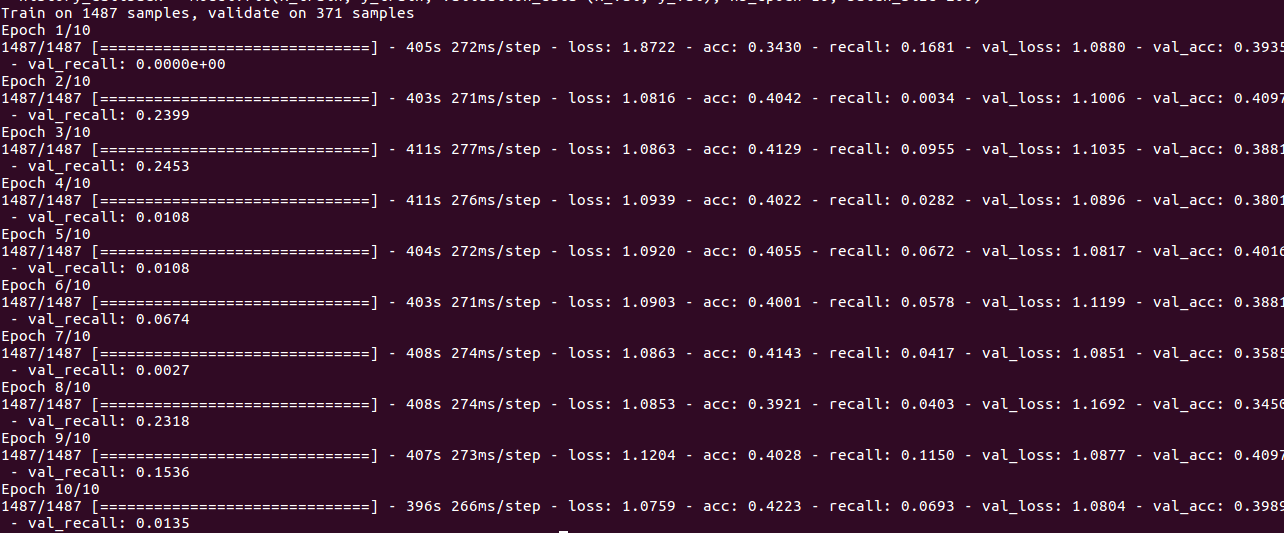 Train on 1487 samples, validate on 371 samples
Epoch 1/10
1487/1487 [==============================] - 405s 272ms/step - loss: 1.8722 - acc: 0.3430 - recall: 0.1681 - val_loss: 1.0880 - val_acc: 0.3935
 - val_recall: 0.0000e+00
Epoch 2/10
1487/1487 [==============================] - 403s 271ms/step - loss: 1.0816 - acc: 0.4042 - recall: 0.0034 - val_loss: 1.1006 - val_acc: 0.4097
 - val_recall: 0.2399
Epoch 3/10
1487/1487 [==============================] - 411s 277ms/step - loss: 1.0863 - acc: 0.4129 - recall: 0.0955 - val_loss: 1.1035 - val_acc: 0.3881
 - val_recall: 0.2453
Epoch 4/10
1487/1487 [==============================] - 411s 276ms/step - loss: 1.0939 - acc: 0.4022 - recall: 0.0282 - val_loss: 1.0896 - val_acc: 0.3801
 - val_recall: 0.0108
Epoch 5/10
1487/1487 [==============================] - 404s 272ms/step - loss: 1.0920 - acc: 0.4055 - recall: 0.0672 - val_loss: 1.0817 - val_acc: 0.4016
 - val_recall: 0.0108
Epoch 6/10
1487/1487 [==============================] - 403s 271ms/step - loss: 1.0903 - acc: 0.4001 - recall: 0.0578 - val_loss: 1.1199 - val_acc: 0.3881
 - val_recall: 0.0674
Epoch 7/10
1487/1487 [==============================] - 408s 274ms/step - loss: 1.0863 - acc: 0.4143 - recall: 0.0417 - val_loss: 1.0851 - val_acc: 0.3585
 - val_recall: 0.0027
Epoch 8/10
1487/1487 [==============================] - 408s 274ms/step - loss: 1.0853 - acc: 0.3921 - recall: 0.0403 - val_loss: 1.1692 - val_acc: 0.3450
 - val_recall: 0.2318
Epoch 9/10
1487/1487 [==============================] - 407s 273ms/step - loss: 1.1204 - acc: 0.4028 - recall: 0.1150 - val_loss: 1.0877 - val_acc: 0.4097
 - val_recall: 0.1536
Epoch 10/10
1487/1487 [==============================] - 396s 266ms/step - loss: 1.0759 - acc: 0.4223 - recall: 0.0693 - val_loss: 1.0804 - val_acc: 0.3989
 - val_recall: 0.0135